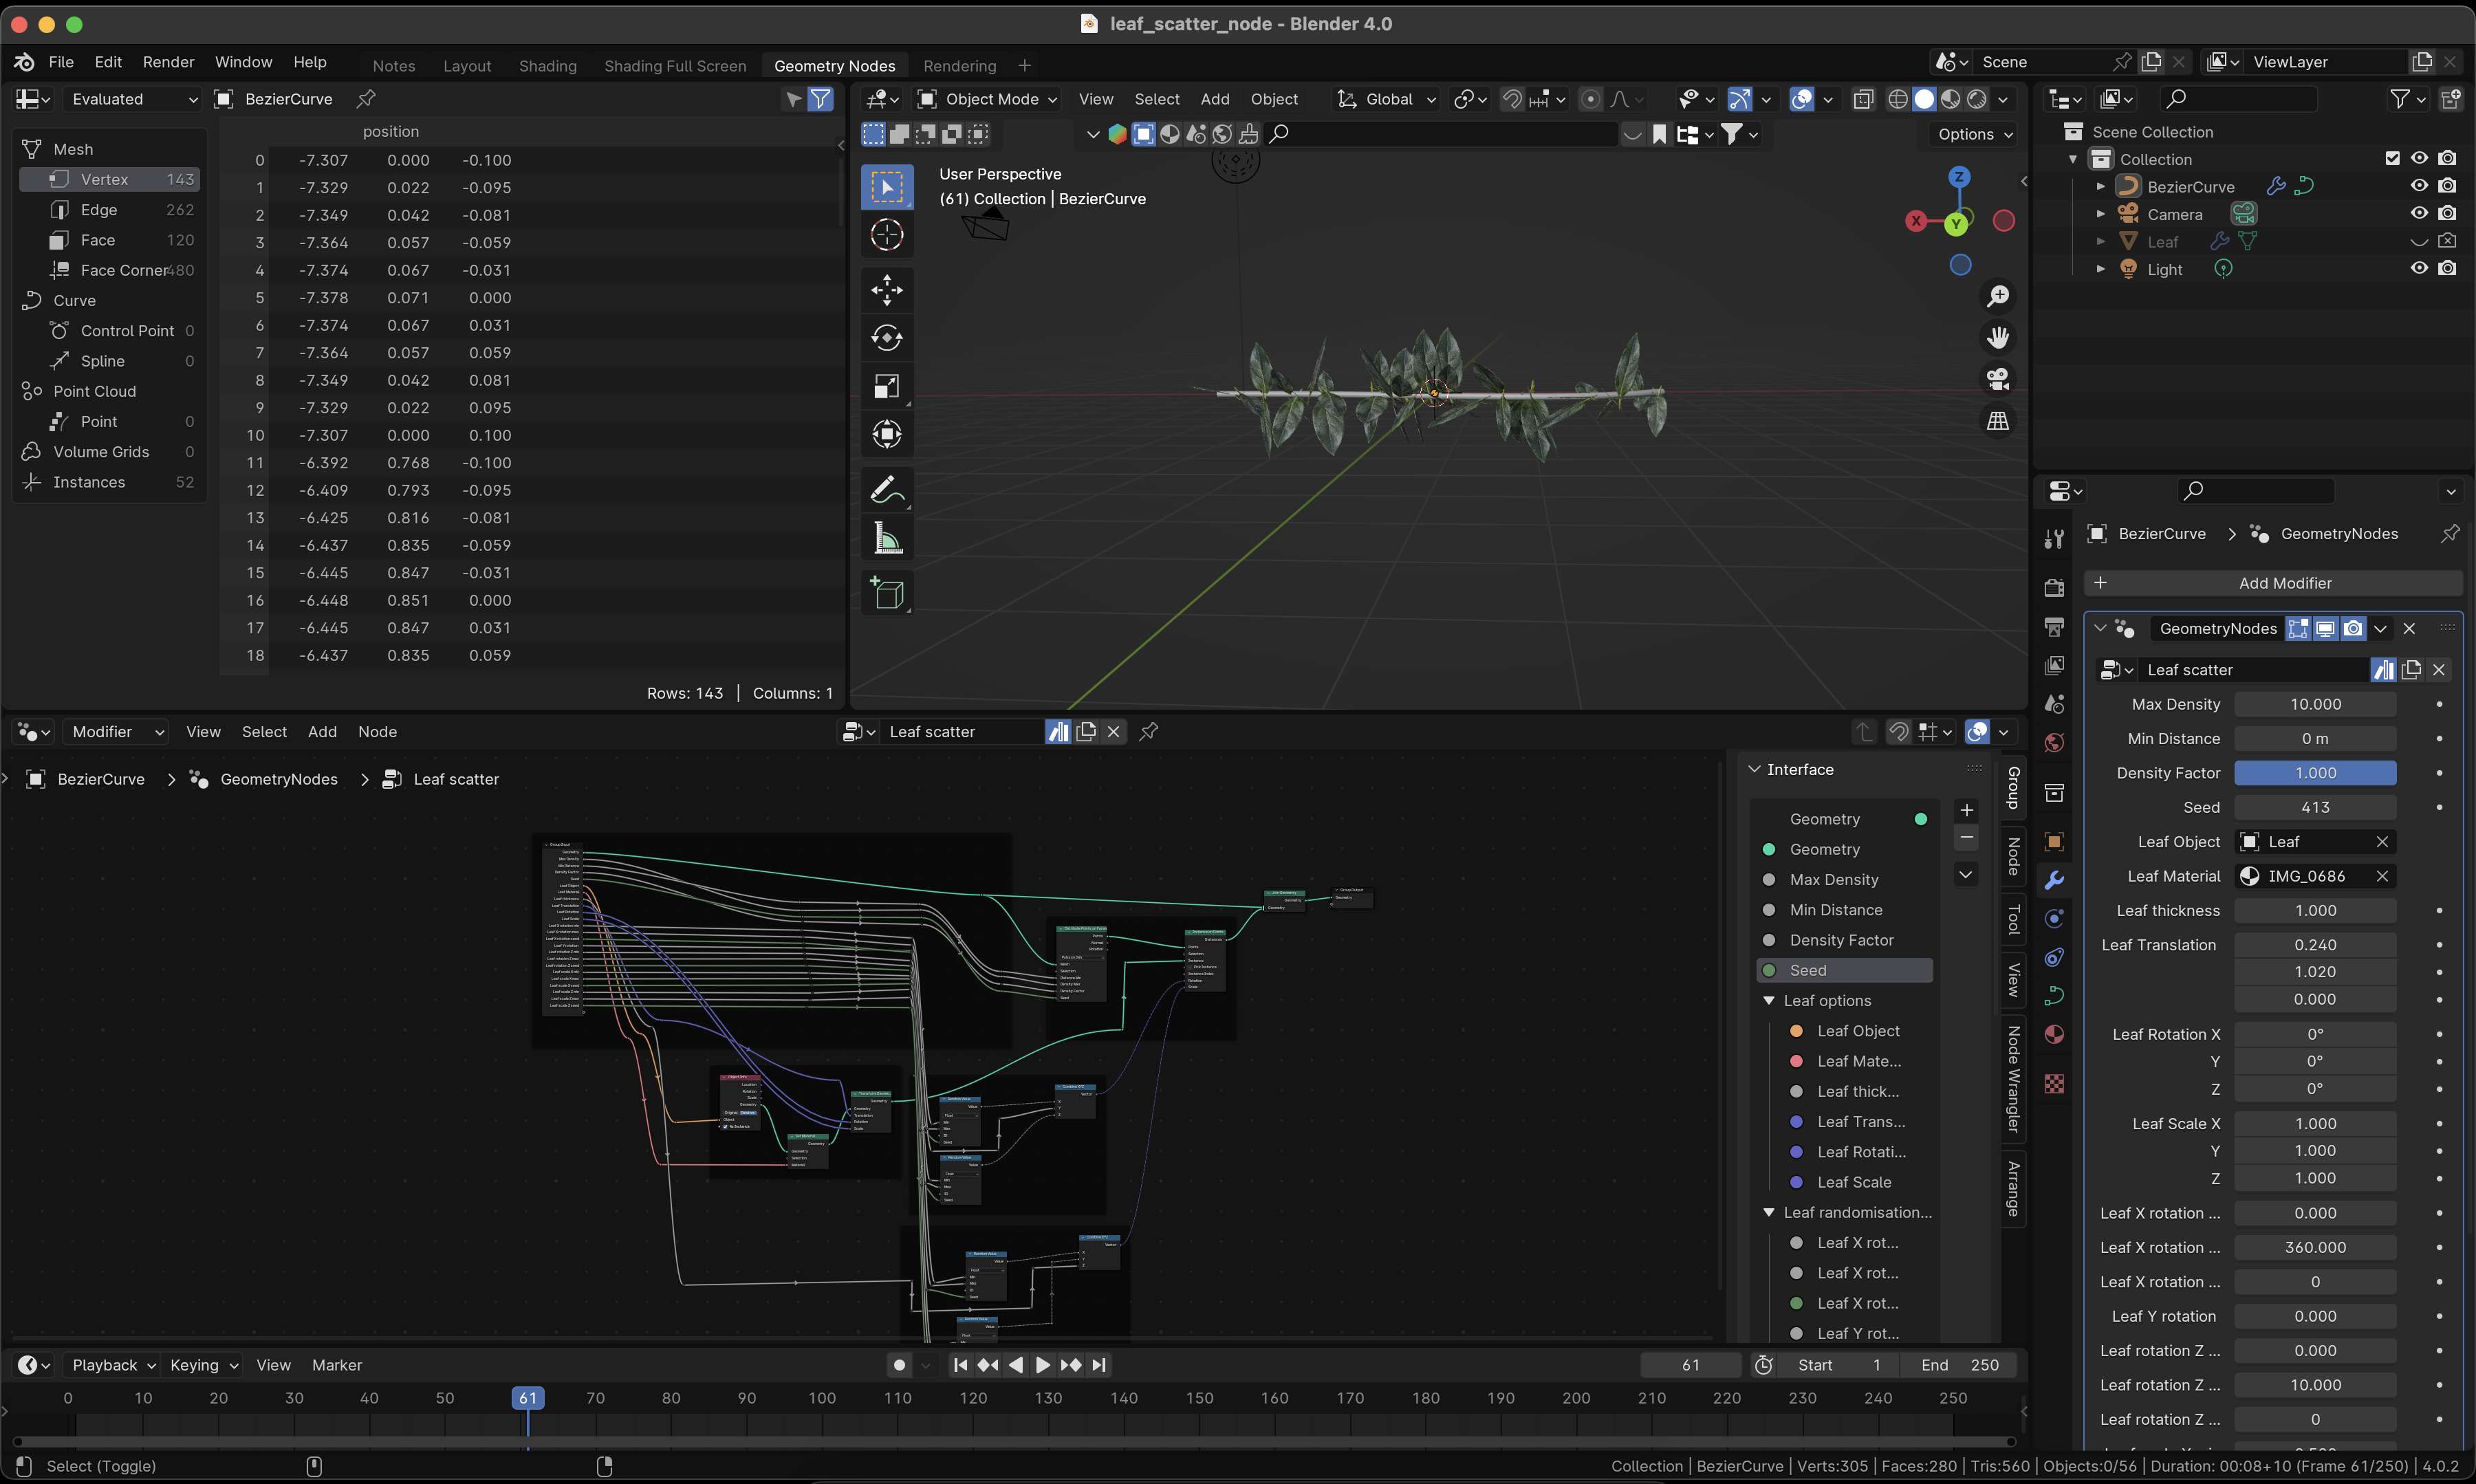 leaf_scatter_node - Blender 4.0
File Edit Render Window Help
Notes Layout Shading Shading Full Screen Geometry Nodes Rendering +
Scene
ViewLayer
Evaluated
BezierCurve
position
Mesh
Vertex 143
Edge 262
Face 120
Face Corner 480
Curve
Control Point 0
Spline 0
Point Cloud
Point 0
Volume Grids 0
Instances 52
0 -7.307 0.000 -0.100
1 -7.329 0.022 -0.095
2 -7.349 0.042 -0.081
3 -7.364 0.057 -0.059
4 -7.374 0.067 -0.031
5 -7.378 0.071 0.000
6 -7.374 0.067 0.031
7 -7.364 0.057 0.059
8 -7.349 0.042 0.081
9 -7.329 0.022 0.095
10 -7.307 0.000 0.100
11 -6.392 0.768 -0.100
12 -6.409 0.793 -0.095
13 -6.425 0.816 -0.081
14 -6.437 0.835 -0.059
15 -6.445 0.847 -0.031
16 -6.448 0.851 0.000
17 -6.445 0.847 0.031
18 -6.437 0.835 0.059
Rows: 143 | Columns: 1
Object Mode View Select Add Object Global
Options
User Perspective
(61) Collection | BezierCurve
Z
X
Y
Scene Collection
Collection
BezierCurve
Camera
Leaf
Light
BezierCurve > GeometryNodes
+ Add Modifier
GeometryNodes
Leaf scatter
Max Density 10.000
Min Distance 0 m
Density Factor 1.000
Seed 413
Leaf Object Leaf
Leaf Material IMG_0686
Leaf thickness 1.000
Leaf Translation 0.240
1.020
0.000
Leaf Rotation X 0°
Y 0°
Z 0°
Leaf Scale X 1.000
Y 1.000
Z 1.000
Leaf X rotation ... 0.000
Leaf X rotation ... 360.000
Leaf X rotation ... 0
Leaf Y rotation 0.000
Leaf rotation Z ... 0.000
Leaf rotation Z ... 10.000
Leaf rotation Z ... 0
Modifier View Select Add Node
Leaf scatter
BezierCurve > GeometryNodes > Leaf scatter
Interface
Geometry
Geometry
Max Density
Min Distance
Density Factor
Seed
Leaf options
Leaf Object
Leaf Mate...
Leaf thick...
Leaf Trans...
Leaf Rotati...
Leaf Scale
Leaf randomisation...
Leaf X rot...
Leaf X rot...
Leaf X rot...
Leaf Y rot...
Group
Node
Tool
View
Node Wrangler
Arrange
Playback Keying View Marker
61
Start 1
End 250
0 10 20 30 40 50 61 70 80 90 100 110 120 130 140 150 160 170 180 190 200 210 220 230 240 250
Select (Toggle)
Collection | BezierCurve | Verts:305 | Faces:280 | Tris:560 | Objects:0/56 | Duration: 00:08+10 (Frame 61/250) | 4.0.2